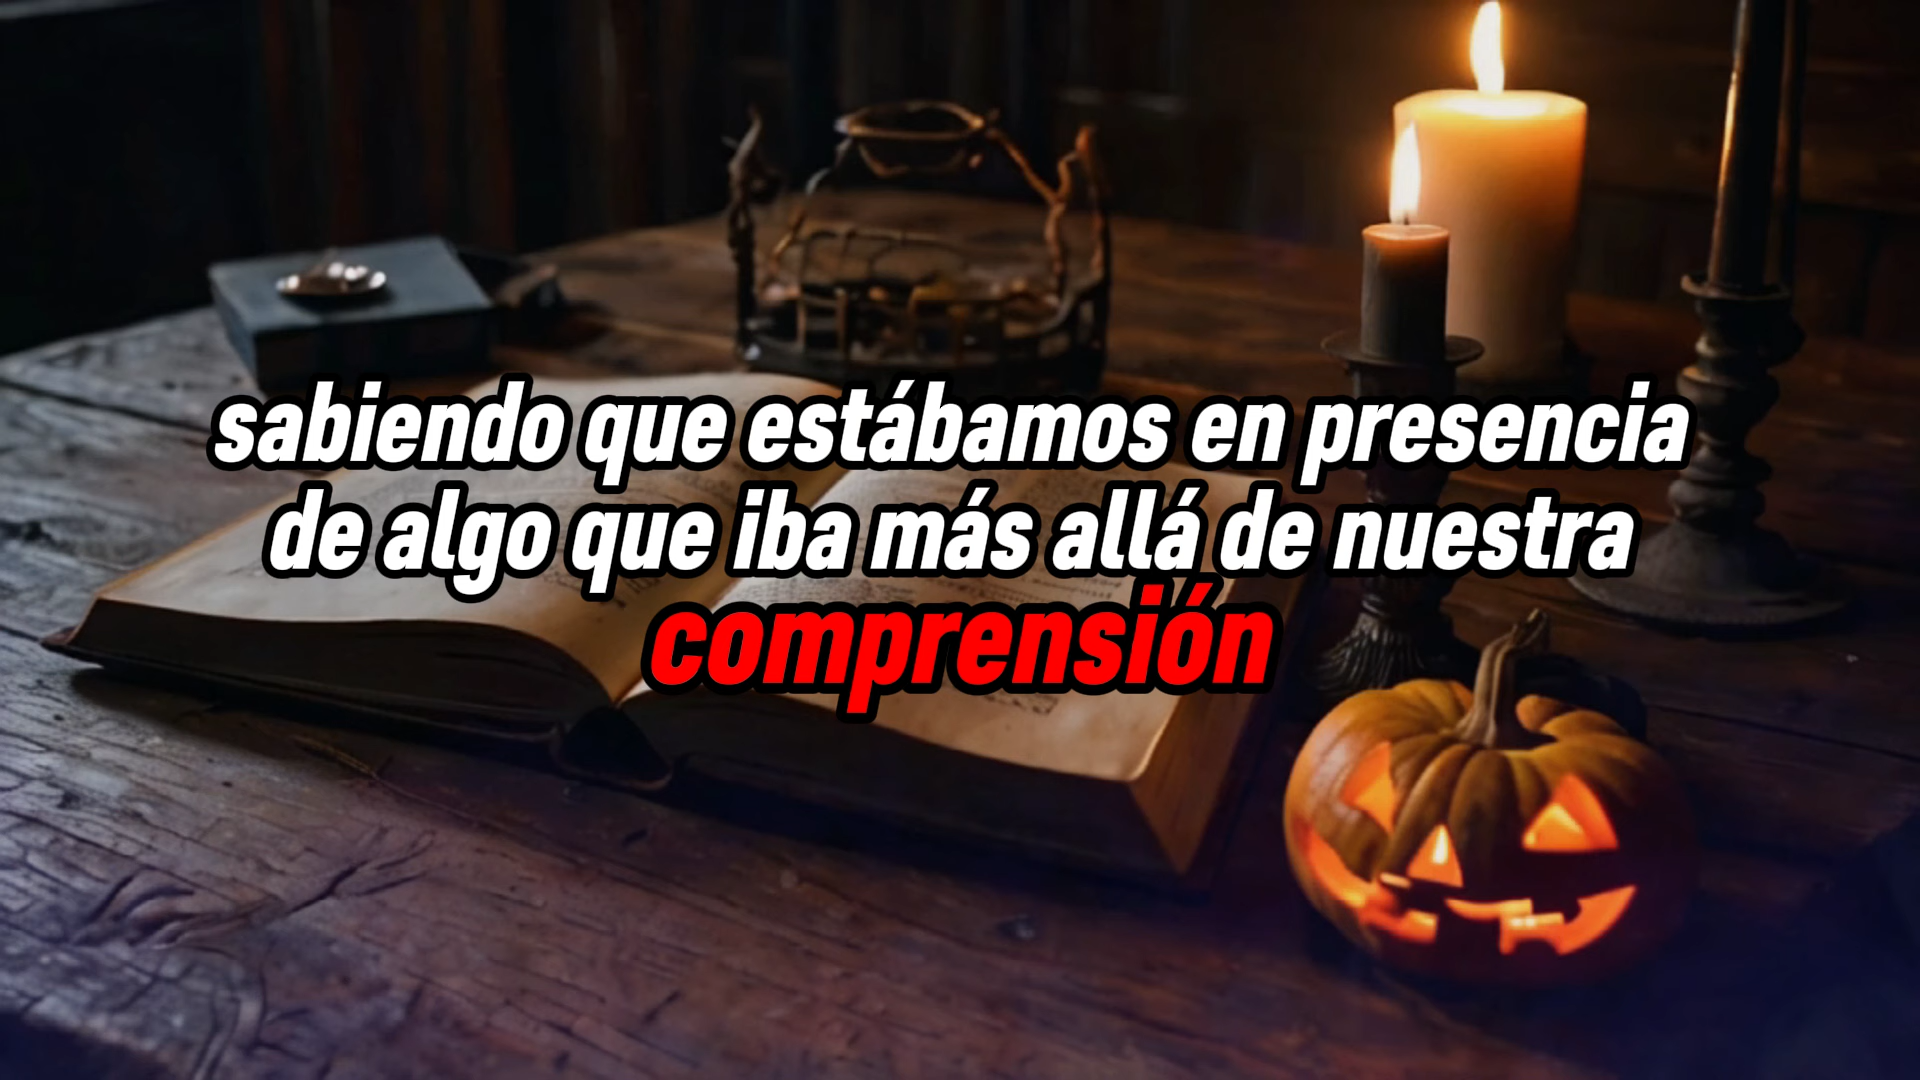 sabiendo que estábamos en presencia
de algo que iba más allá de nuestra
comprensión